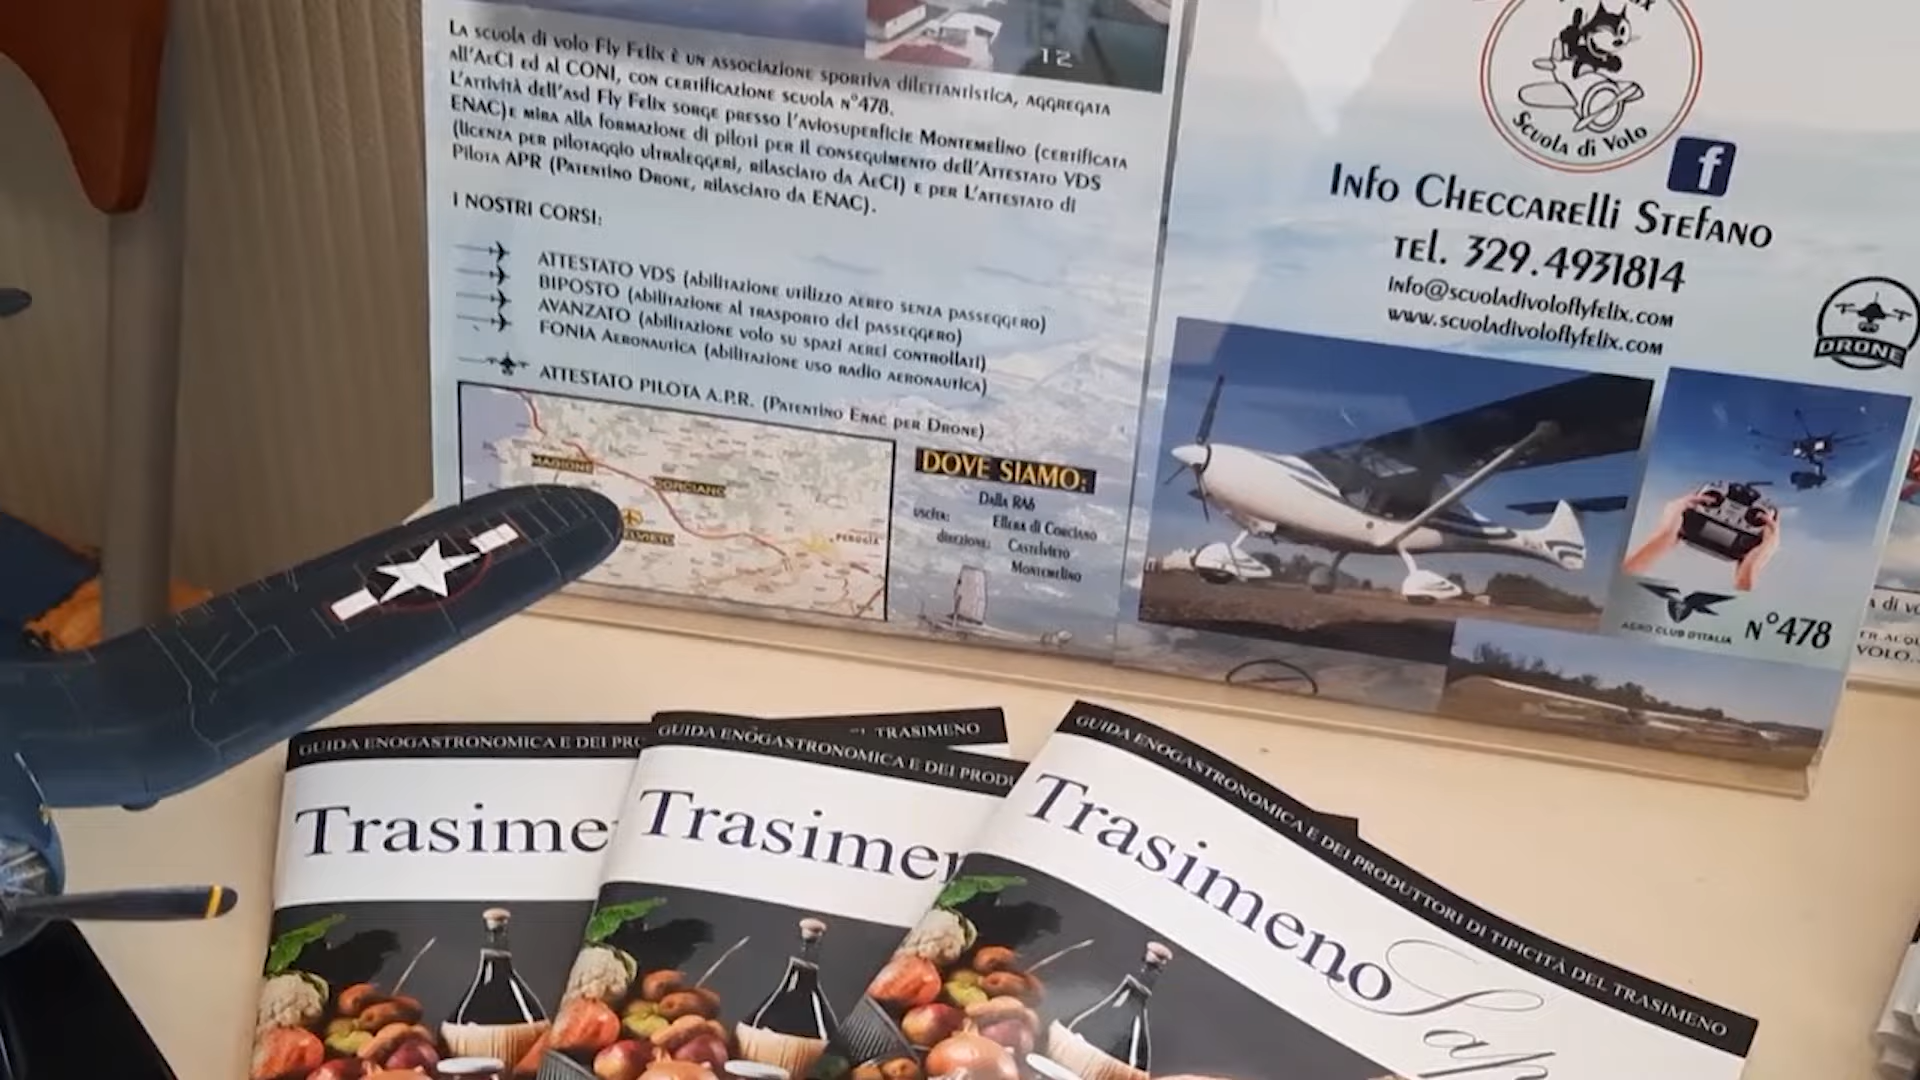 12
La scuola di volo Fly Felix è un associazione sportiva dilettantistica, aggregata
all'AeCI ed al CONI, con certificazione scuola n°478.
L'attività dell'asd Fly Felix sorge presso l'aviosuperficie Montemelino (certificata
ENAC)e mira alla formazione di piloti per il conseguimento dell'Attestato VDS
(licenza per pilotaggio ultraleggeri, rilasciato da AeCI) e per L'attestato di
Pilota APR (Patentino Drone, rilasciato da ENAC).
I NOSTRI CORSI:
ATTESTATO VDS (abilitazione utilizzo aereo senza passeggero)
BIPOSTO (abilitazione al trasporto del passeggero)
AVANZATO (abilitazione volo su spazi aerei controllati)
FONIA Aeronautica (abilitazione uso radio aeronautica)
ATTESTATO PILOTA A.P.R. (Patentino Enac per Drone)
MAGIONE
CORCIANO
PERUGIA
DOVE SIAMO:
Dalla RA6
uscita: Ellera di Corciano
direzione: Castelvieto
Montemelino
Scuola di Volo
f
Info Checcarelli Stefano
tel. 329.4931814
Info@scuoladivoloflyfelix.com
www.scuoladivoloflyfelix.com
DRONE
AERO CLUB D'ITALIA
N°478
VOLO..
GUIDA ENOGASTRONOMICA E DEI
Trasime
TRASIMENO
GUIDA ENOGASTRONOMICA E DEI PRODU
Trasimen
GUIDA ENOGASTRONOMICA E DEI PRODUTTORI DI TIPICITÀ DEL TRASIMENO
Trasimeno
Sap